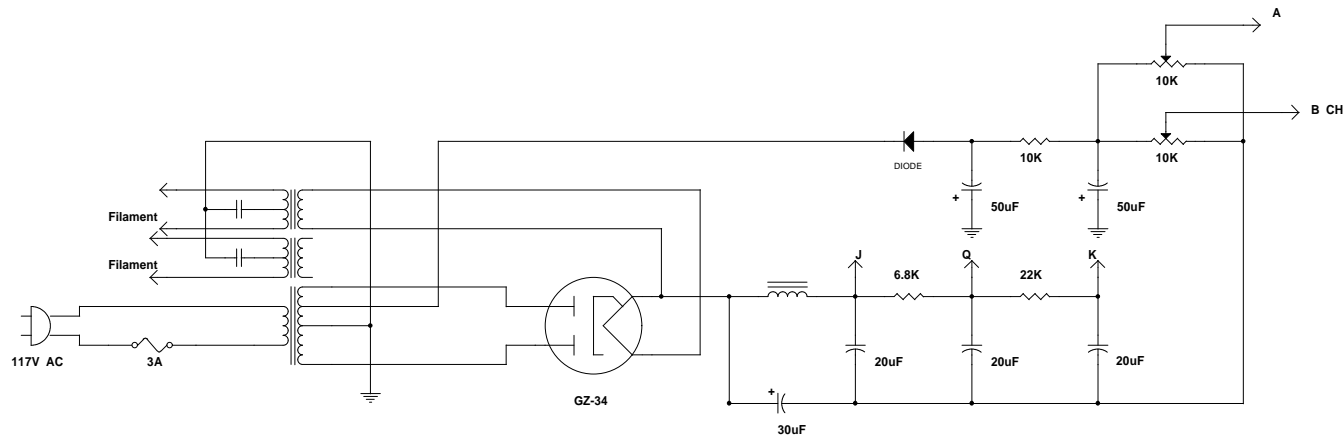 A
10K
B CH
10K
DIODE
10K
+
50uF
+
50uF
Filament
Filament
J
Q
K
6.8K
22K
117V AC
3A
GZ-34
20uF
20uF
20uF
+
30uF